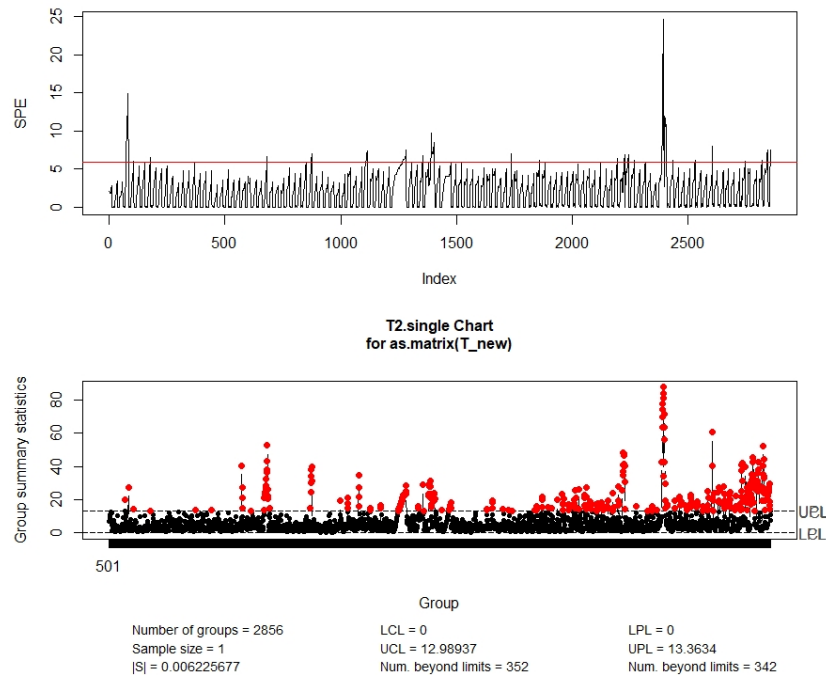 25
20
15
10
5
0
SPE
0 500 1000 1500 2000 2500
Index
T2.single Chart
for as.matrix(T_new)
Group summary statistics
80
60
40
20
0
501
Group
Number of groups = 2856
Sample size = 1
|S| = 0.006225677
LCL = 0
UCL = 12.98937
Num. beyond limits = 352
LPL = 0
UPL = 13.3634
Num. beyond limits = 342